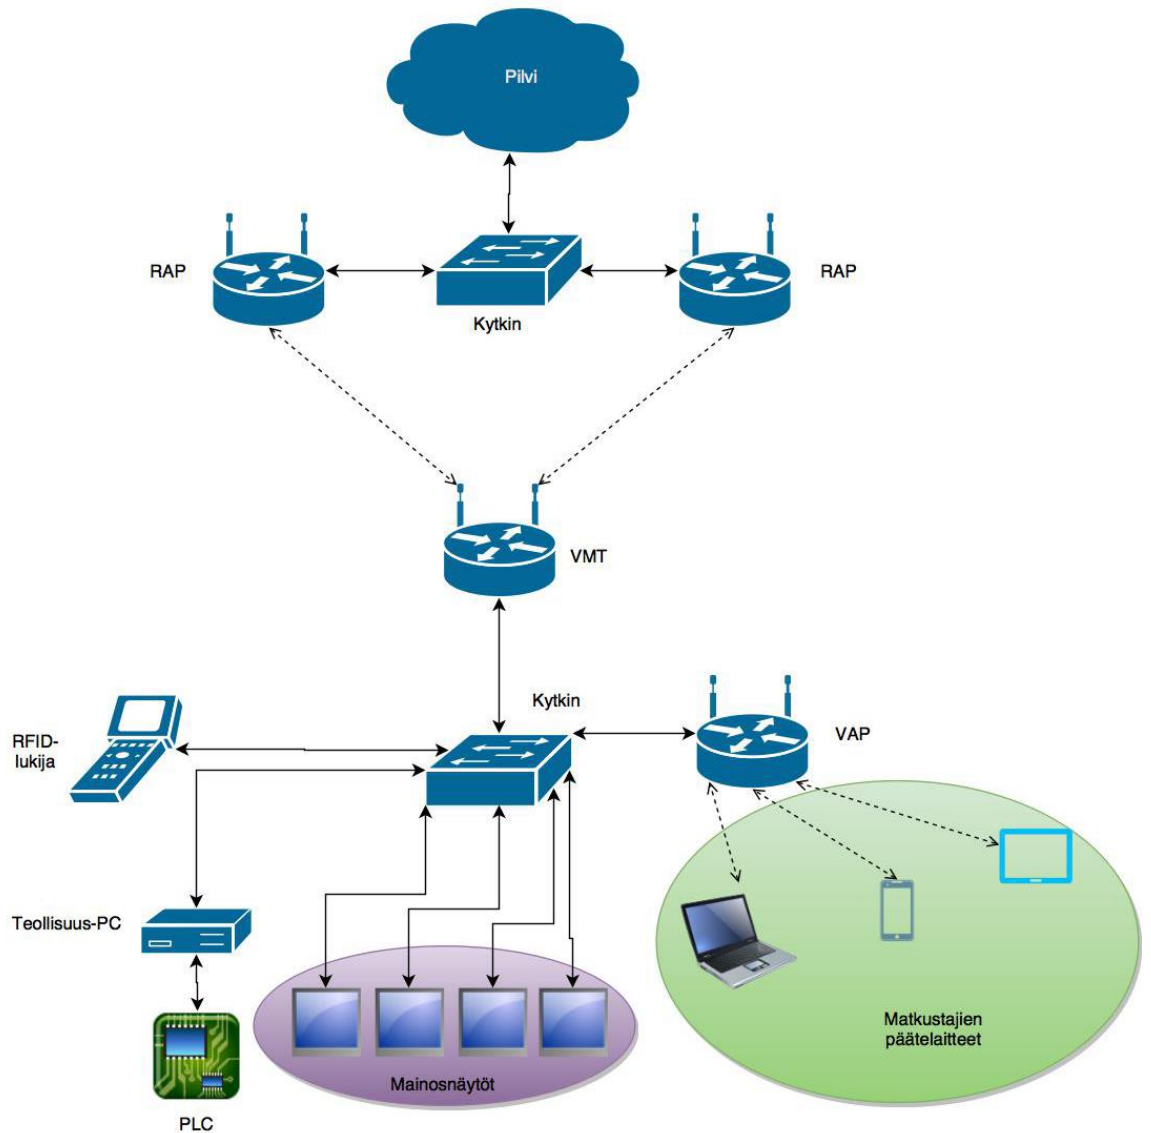 Pilvi
RAP
RAP
Kytkin
VMT
Kytkin
RFID-
lukija
VAP
Teollisuus-PC
Matkustajien
päätelaitteet
Mainosnäytöt
PLC